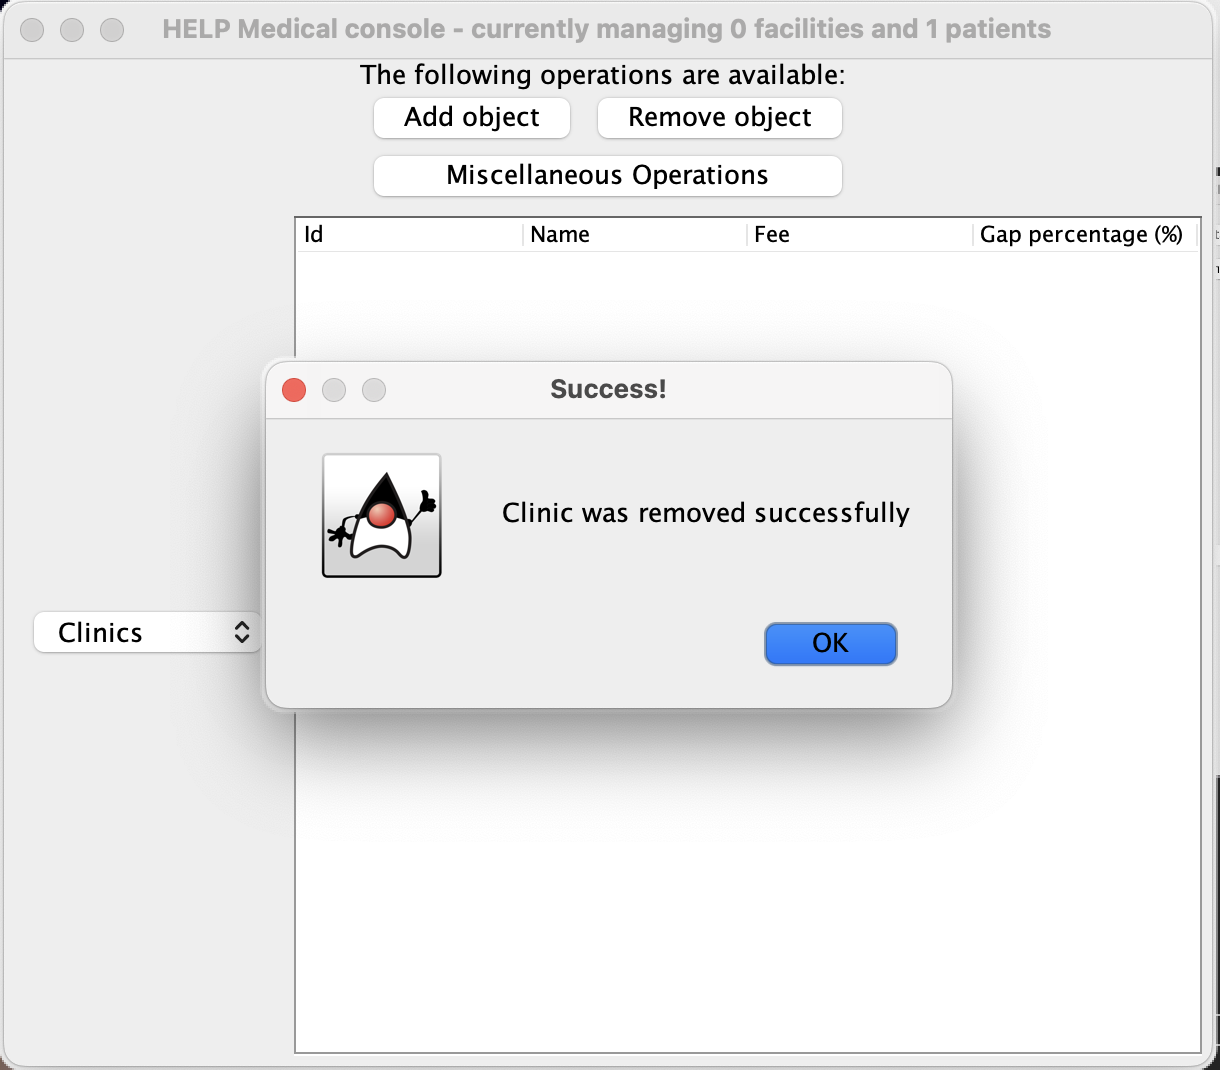 HELP Medical console - currently managing 0 facilities and 1 patients
The following operations are available:
Add object
Remove object
Miscellaneous Operations
Id
Name
Fee
Gap percentage (%)
Success!
Clinic was removed successfully
Clinics
OK